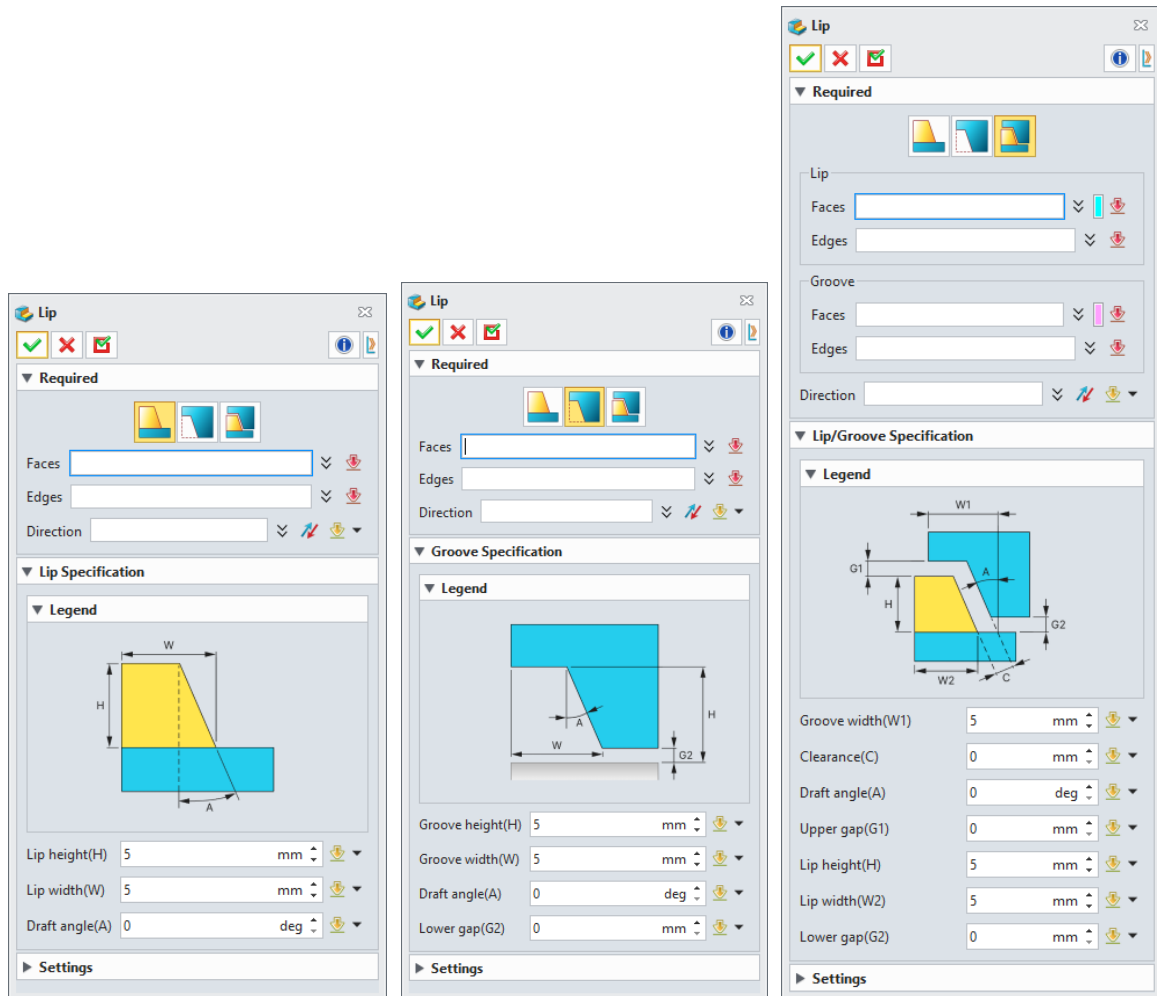 Lip
Required
Faces
Edges
Direction
Lip Specification
Legend
W
H
A
Lip height(H) 5 mm
Lip width(W) 5 mm
Draft angle(A) 0 deg
Settings
Lip
Required
Faces
Edges
Direction
Groove Specification
Legend
A
H
W
G2
Groove height(H) 5 mm
Groove width(W) 5 mm
Draft angle(A) 0 deg
Lower gap(G2) 0 mm
Settings
Lip
Required
Lip
Faces
Edges
Groove
Faces
Edges
Direction
Lip/Groove Specification
Legend
W1
G1
A
H
G2
W2
C
Groove width(W1) 5 mm
Clearance(C) 0 mm
Draft angle(A) 0 deg
Upper gap(G1) 0 mm
Lip height(H) 5 mm
Lip width(W2) 5 mm
Lower gap(G2) 0 mm
Settings